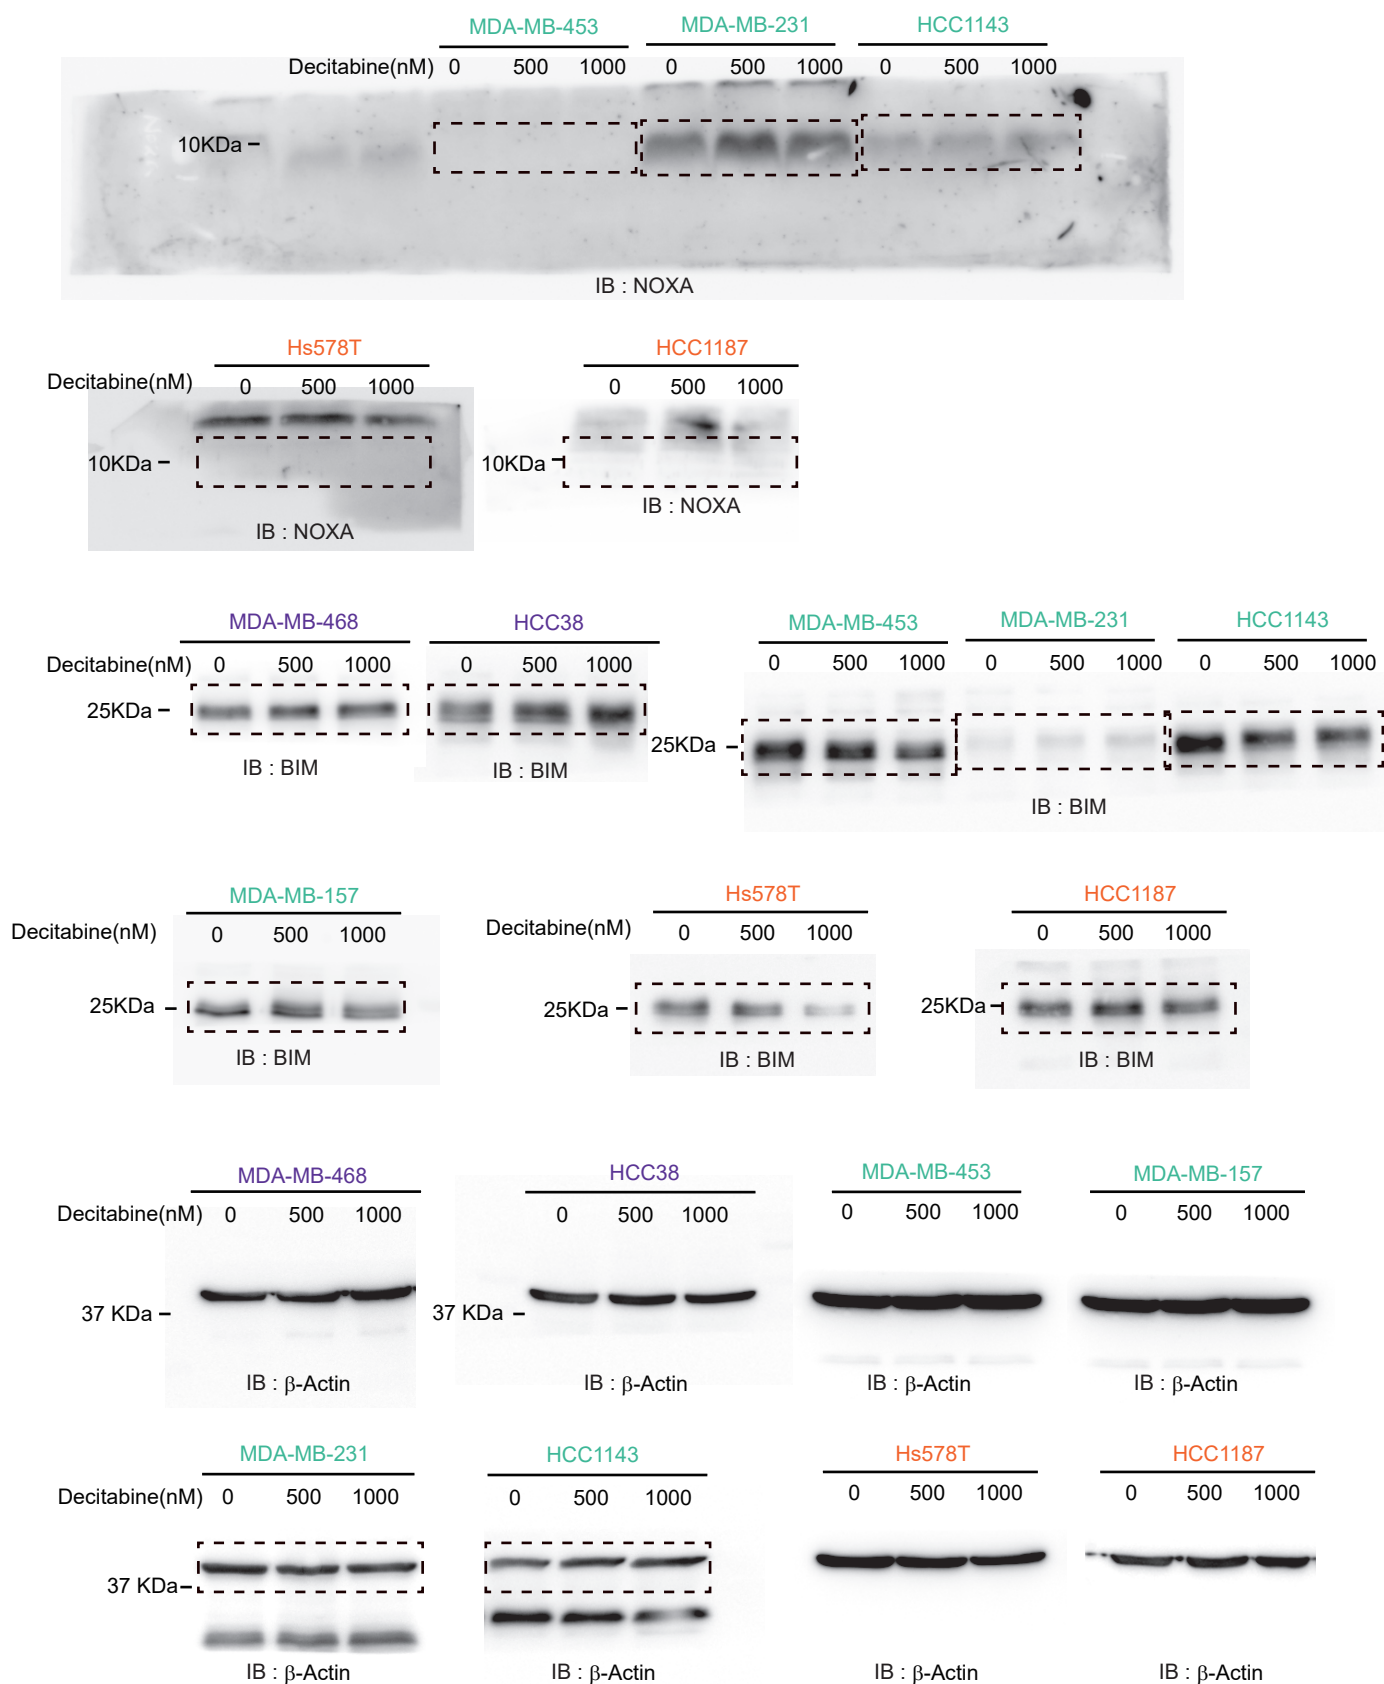 MDA-MB-453 MDA-MB-231 HCC1143
Decitabine(nM) 0 500 1000 0 500 1000 0 500 1000
10KDa
IB : NOXA
Hs578T HCC1187
Decitabine(nM) 0 500 1000 0 500 1000
10KDa 10KDa
IB : NOXA IB : NOXA
MDA-MB-468 HCC38 MDA-MB-453 MDA-MB-231 HCC1143
Decitabine(nM) 0 500 1000 0 500 1000 0 500 1000 0 500 1000 0 500 1000
25KDa 25KDa
IB : BIM IB : BIM IB : BIM
MDA-MB-157 Hs578T HCC1187
Decitabine(nM) 0 500 1000 Decitabine(nM) 0 500 1000 0 500 1000
25KDa 25KDa 25KDa
IB : BIM IB : BIM IB : BIM
MDA-MB-468 HCC38 MDA-MB-453 MDA-MB-157
Decitabine(nM) 0 500 1000 0 500 1000 0 500 1000 0 500 1000
37 KDa 37 KDa
IB : β-Actin IB : β-Actin IB : β-Actin IB : β-Actin
MDA-MB-231 HCC1143 Hs578T HCC1187
Decitabine(nM) 0 500 1000 0 500 1000 0 500 1000 0 500 1000
37 KDa
IB : β-Actin IB : β-Actin IB : β-Actin IB : β-Actin